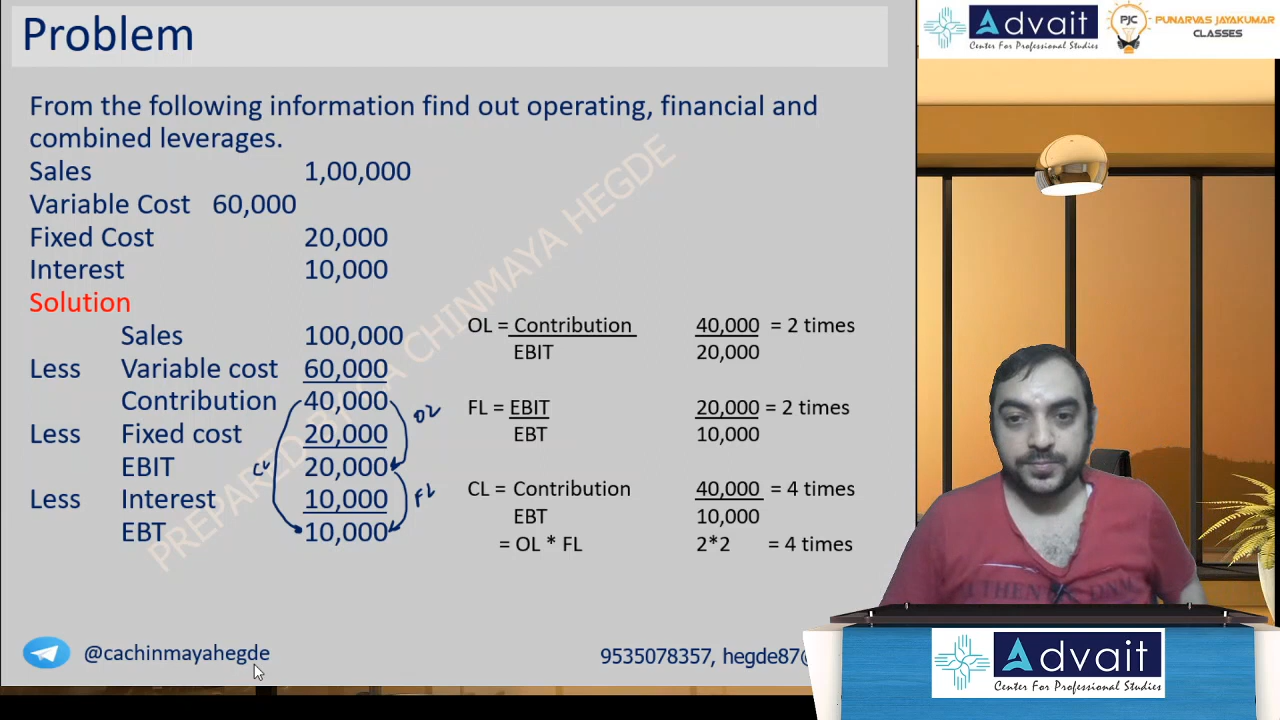 Problem
From the following information find out operating, financial and
combined leverages.
Sales 1,00,000
Variable Cost 60,000
Fixed Cost 20,000
Interest 10,000
Solution
Sales 100,000
Less Variable cost 60,000
Contribution 40,000
Less Fixed cost 20,000
EBIT 20,000
Less Interest 10,000
EBT 10,000
OL
FL
CL
OL = Contribution 40,000 = 2 times
EBIT 20,000
FL = EBIT 20,000 = 2 times
EBT 10,000
CL = Contribution 40,000 = 4 times
EBT 10,000
= OL * FL 2*2 = 4 times
@cachinmayahegde
9535078357, hegde87@
Advait
Center For Professional Studies
PJC
PUNARVAS JAYAKUMAR
CLASSES
Advait
Center For Professional Studies